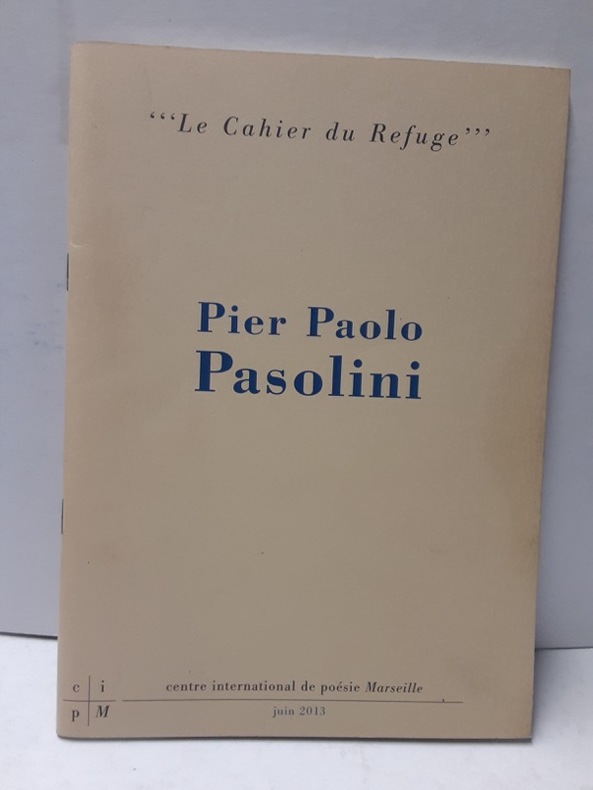 ‘‘‘Le Cahier du Refuge’’’
Pier Paolo
Pasolini
c i
p M
centre international de poésie Marseille
juin 2013